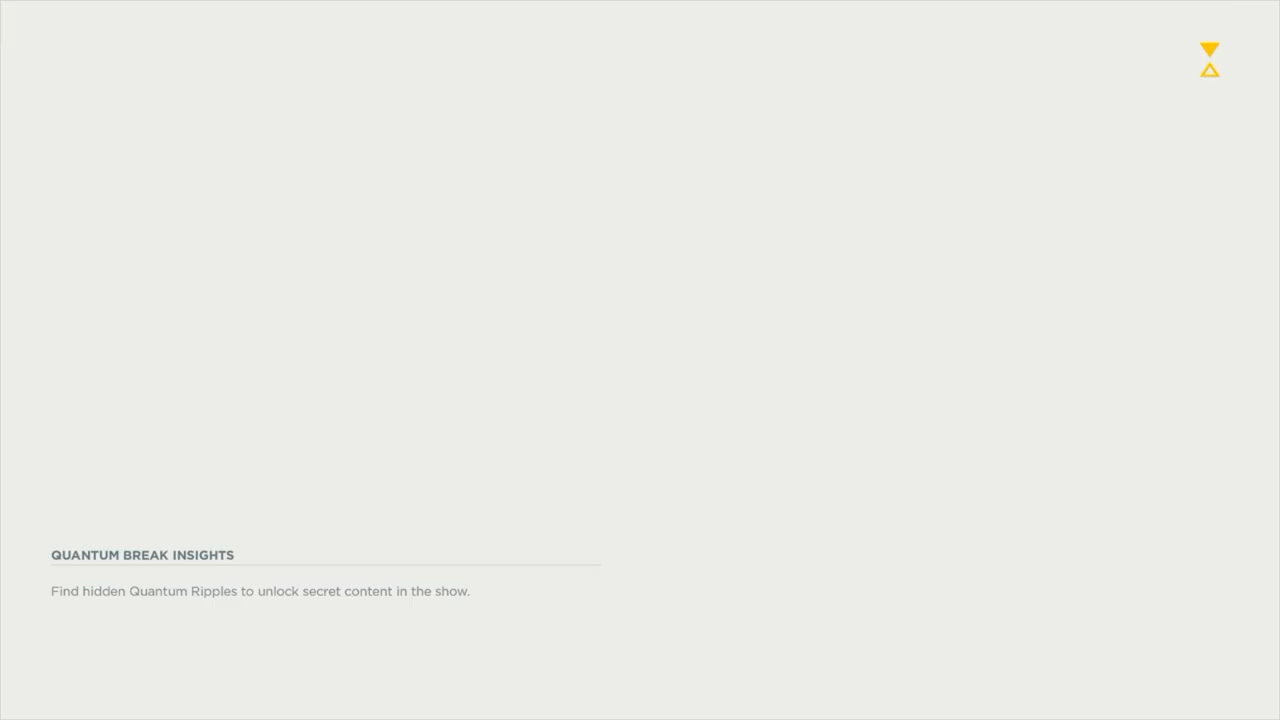 QUANTUM BREAK INSIGHTS
Find hidden Quantum Ripples to unlock secret content in the show.